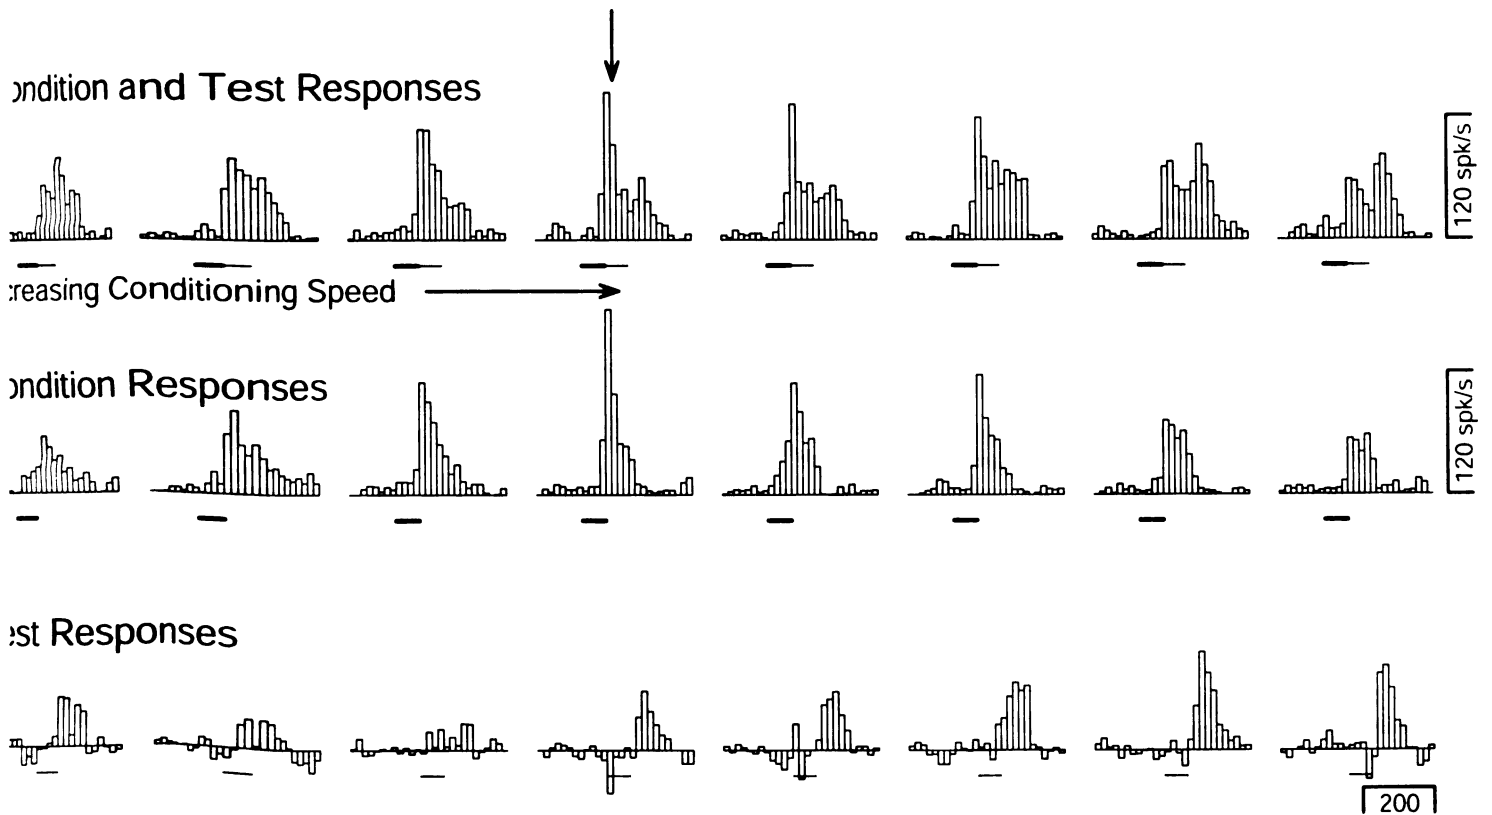 ondition and Test Responses
120 spk/s
creasing Conditioning Speed
ondition Responses
120 spk/s
est Responses
200